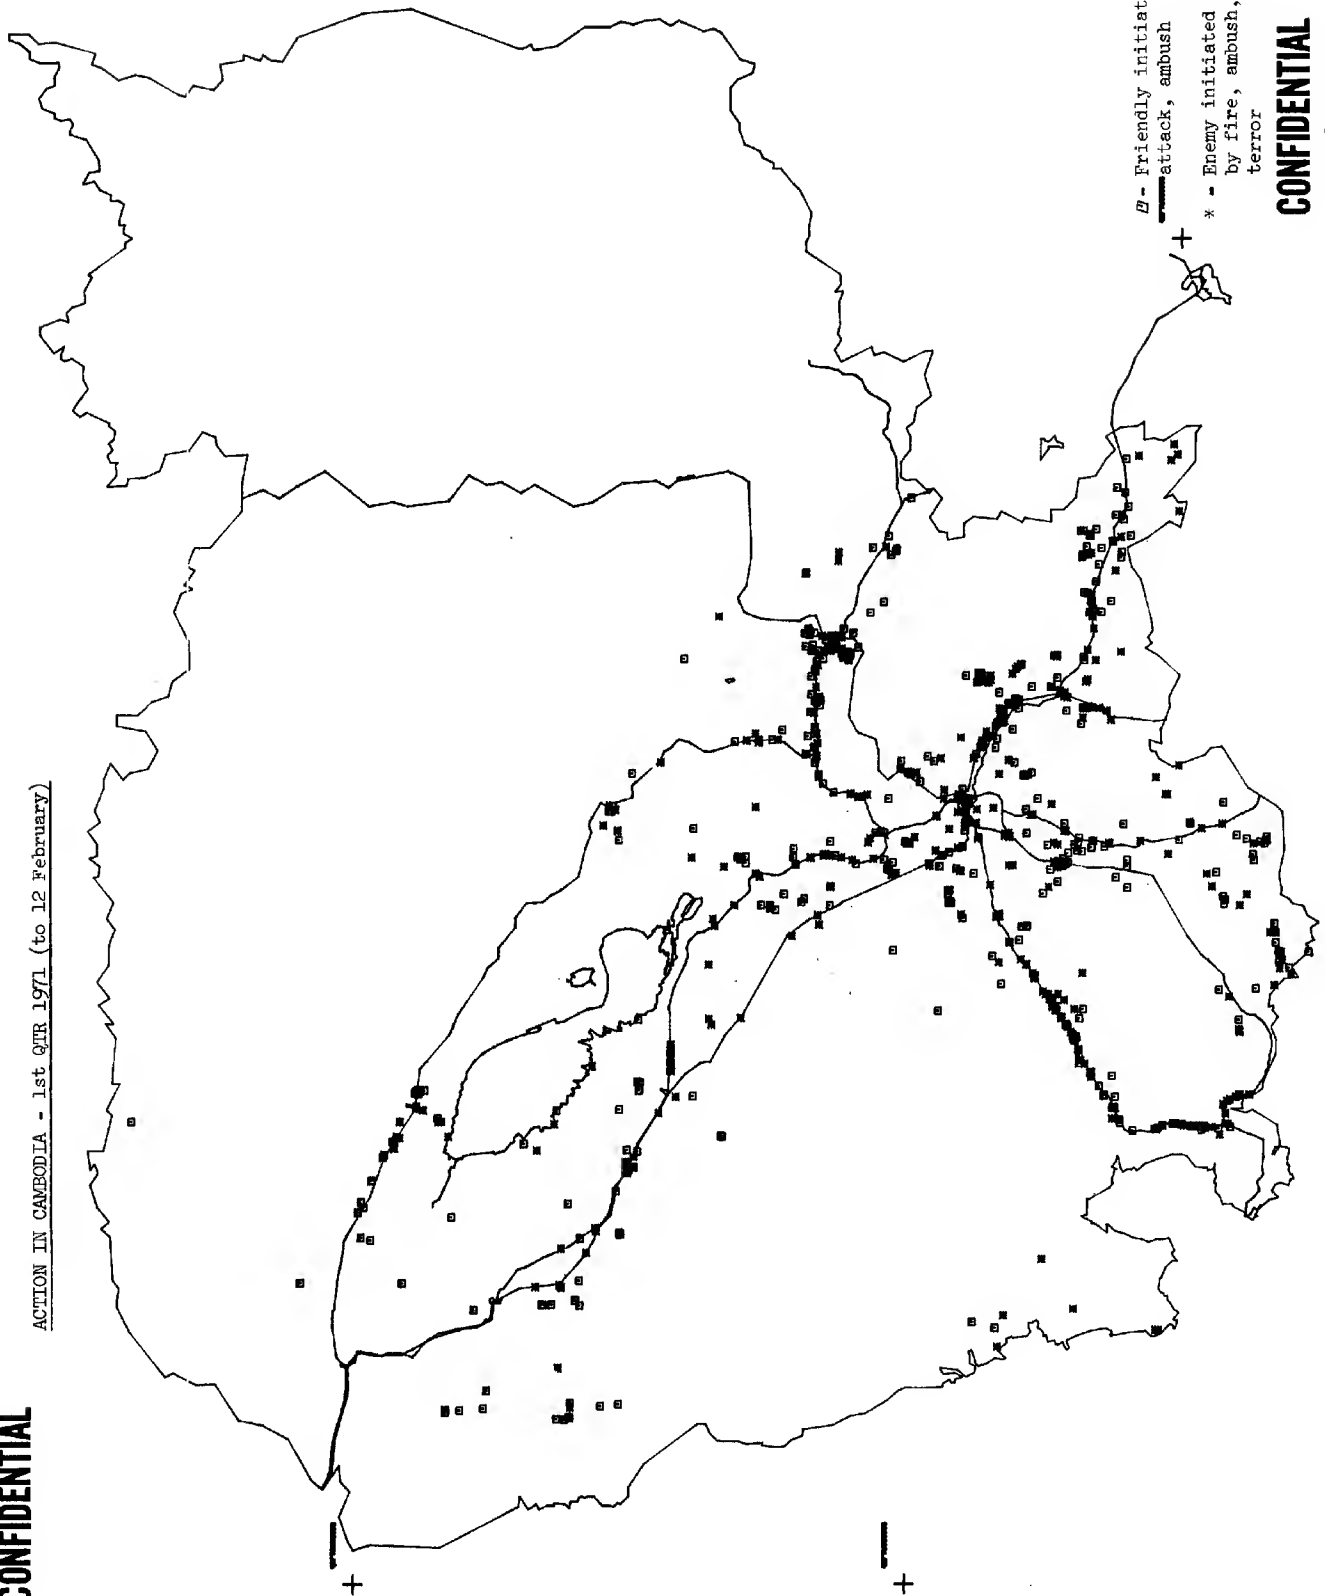 CONFIDENTIAL
ACTION IN CAMBODIA - 1st QTR 1971 (to 12 February)
- Friendly initiat
attack, ambush
* - Enemy initiated
by fire, ambush,
terror
CONFIDENTIAL